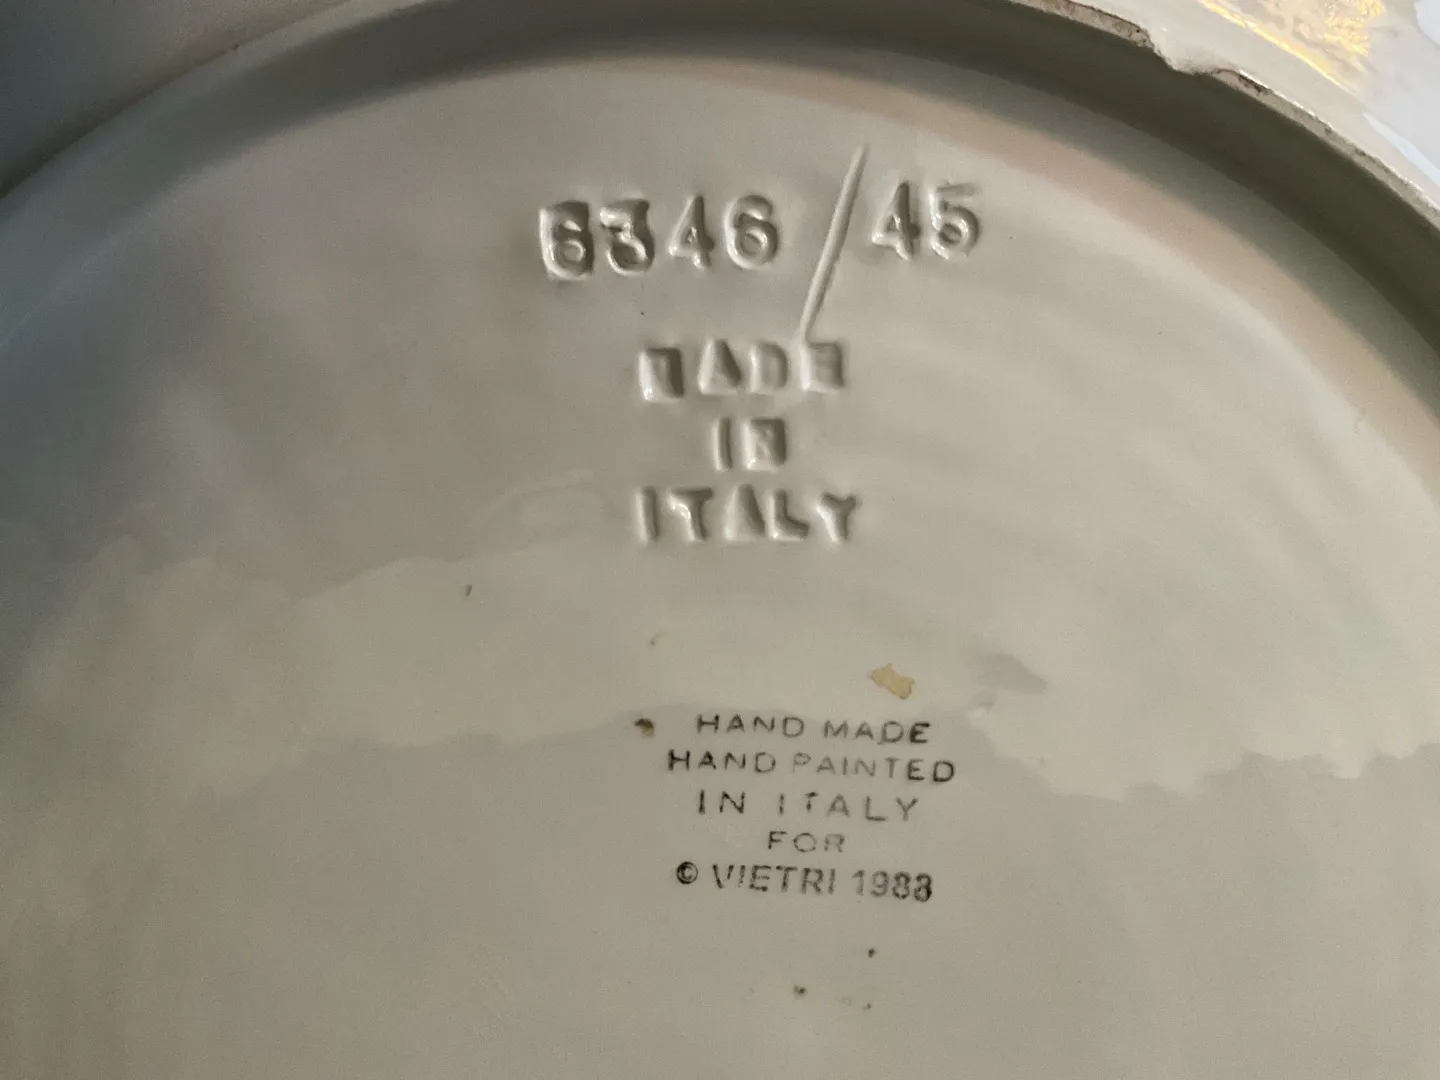 6346/45
MADE
IN
ITALY
HAND MADE
HAND PAINTED
IN ITALY
FOR
© VIETRI 1988